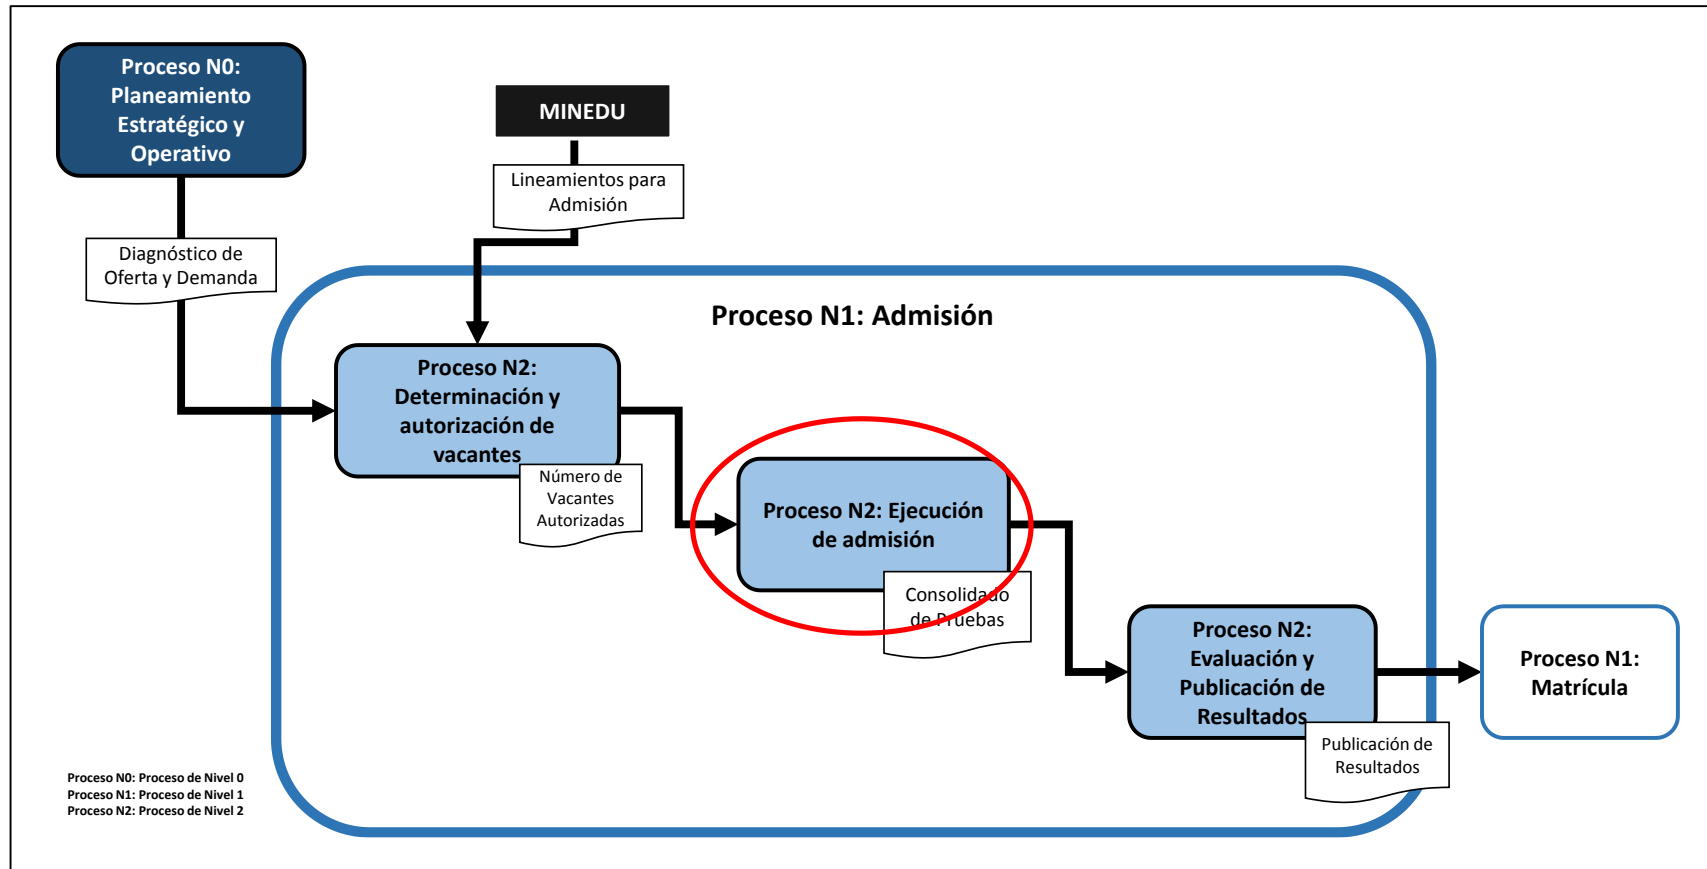 Proceso N0:
Planeamiento
Estratégico y
Operativo
MINEDU
Lineamientos para
Admisión
Diagnóstico de
Oferta y Demanda
Proceso N1: Admisión
Proceso N2:
Determinación y
autorización de
vacantes
Número de
Vacantes
Autorizadas
Proceso N2: Ejecución
de admisión
Consolidado
de Pruebas
Proceso N2:
Evaluación y
Publicación de
Resultados
Publicación de
Resultados
Proceso N1:
Matrícula
Proceso N0: Proceso de Nivel 0
Proceso N1: Proceso de Nivel 1
Proceso N2: Proceso de Nivel 2